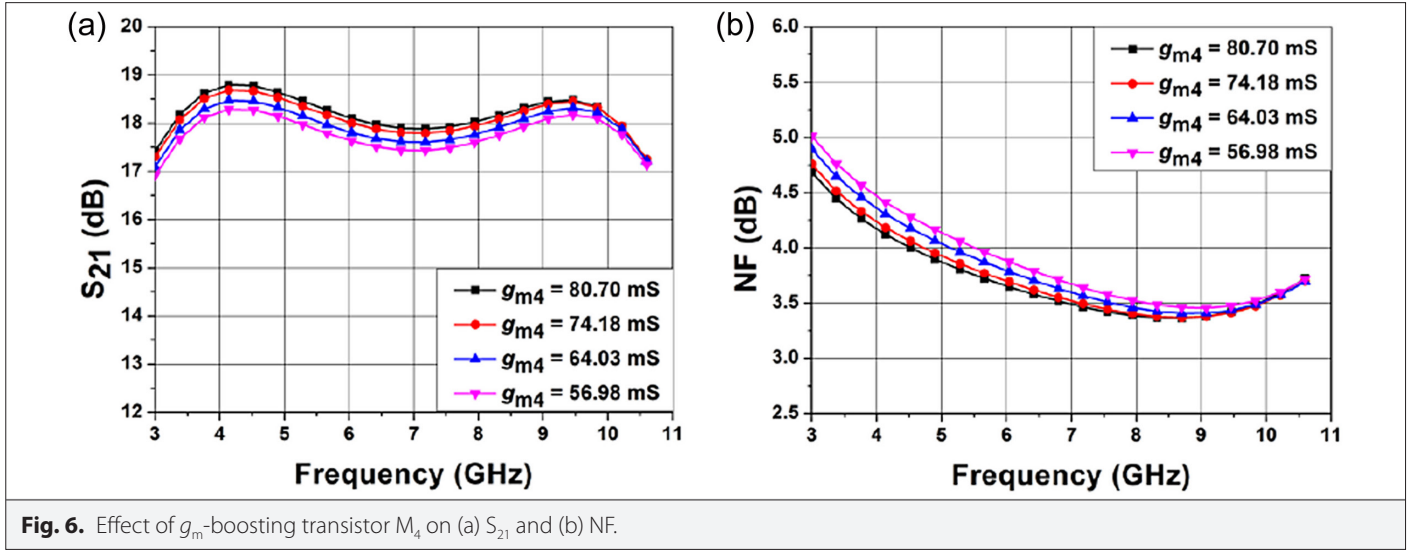 (a)
20
19
18
17
16
15
14
13
12
S21 (dB)
gm4 = 80.70 mS
gm4 = 74.18 mS
gm4 = 64.03 mS
gm4 = 56.98 mS
3 4 5 6 7 8 9 10 11
Frequency (GHz)
(b)
6.0
5.5
5.0
4.5
4.0
3.5
3.0
2.5
NF (dB)
gm4 = 80.70 mS
gm4 = 74.18 mS
gm4 = 64.03 mS
gm4 = 56.98 mS
3 4 5 6 7 8 9 10 11
Frequency (GHz)
Fig. 6. Effect of gm-boosting transistor M4 on (a) S21 and (b) NF.